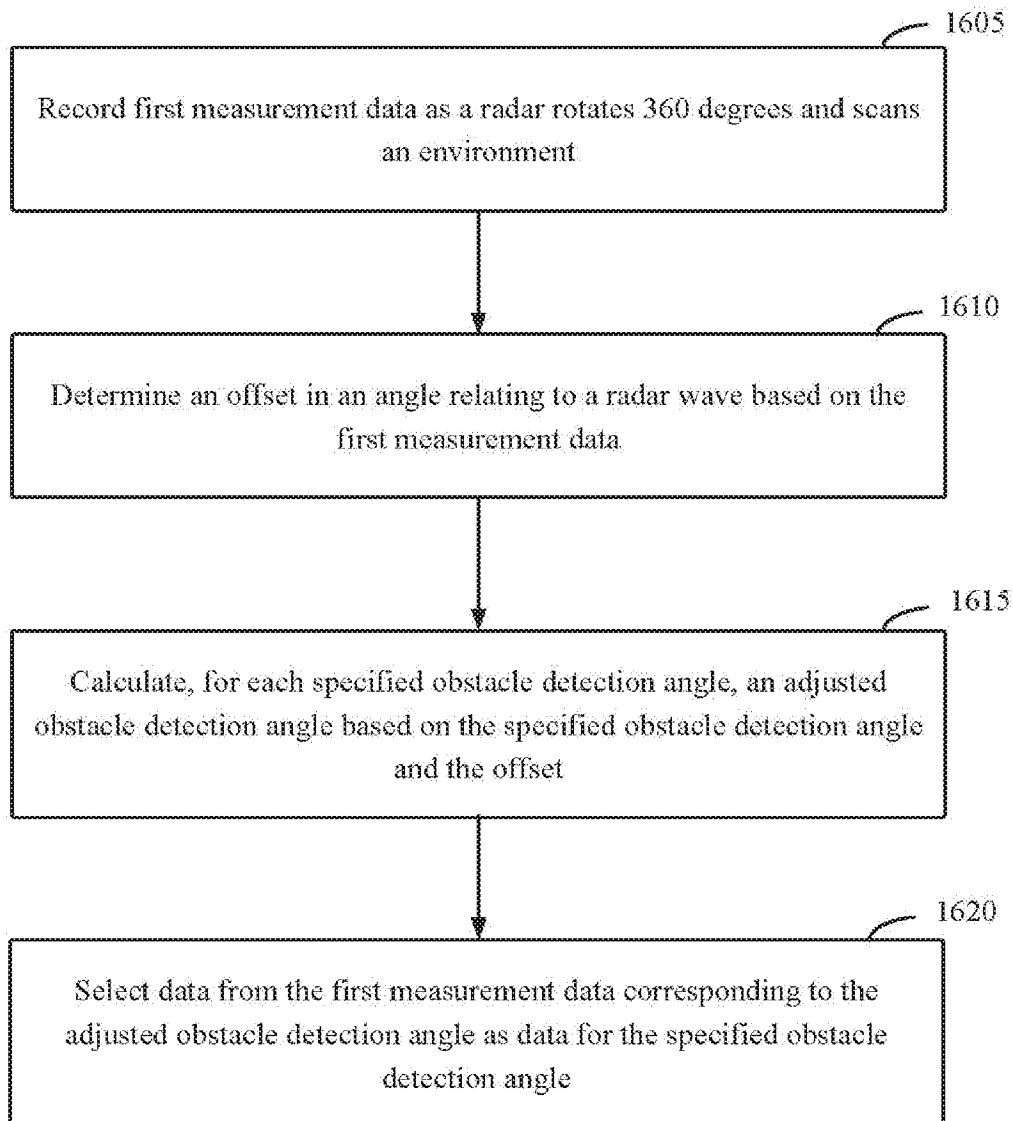 1605
Record first measurement data as a radar rotates 360 degrees and scans
an environment
1610
Determine an offset in an angle relating to a radar wave based on the
first measurement data
1615
Calculate, for each specified obstacle detection angle, an adjusted
obstacle detection angle based on the specified obstacle detection angle
and the offset
1620
Select data from the first measurement data corresponding to the
adjusted obstacle detection angle as data for the specified obstacle
detection angle